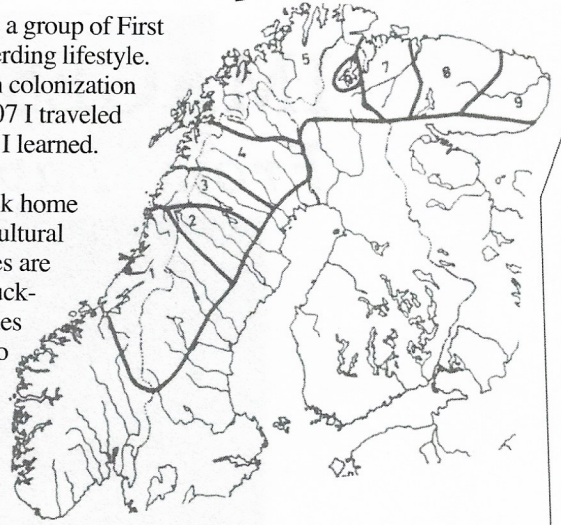 a group of First
erding lifestyle.
n colonization
07 I traveled
I learned.
k home
ultural
es are
uck-
es
o
5
6
7
8
9
4
3
2
1